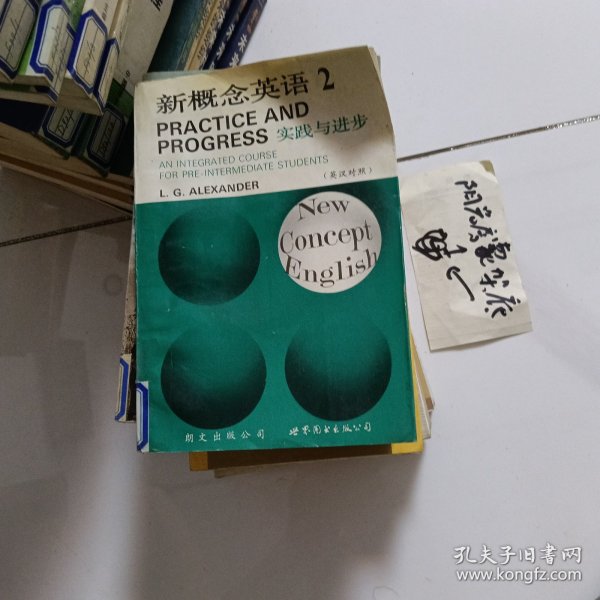 新概念英语 2
PRACTICE AND
PROGRESS 实践与进步
AN INTEGRATED COURSE
FOR PRE-INTERMEDIATE STUDENTS
(英汉对照)
L. G. ALEXANDER
New
Concept
English
朗文出版公司 世界图书出版公司
孔夫子旧书网
www.kongfz.com